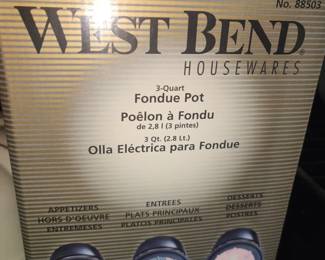 No. 88503
WEST BEND®
HOUSEWARES
3-Quart
Fondue Pot
Poêlon à Fondu
de 2,8 l (3 pintes)
3 Qt. (2.8 Lt.)
Olla Eléctrica para Fondue
APPETIZERS
HORS D'OEUVRE
ENTREMESES
ENTREES
PLATS PRINCIPAUX
PLATOS PRINCIPALES
DESSERTS
DESSERTS
POSTRES